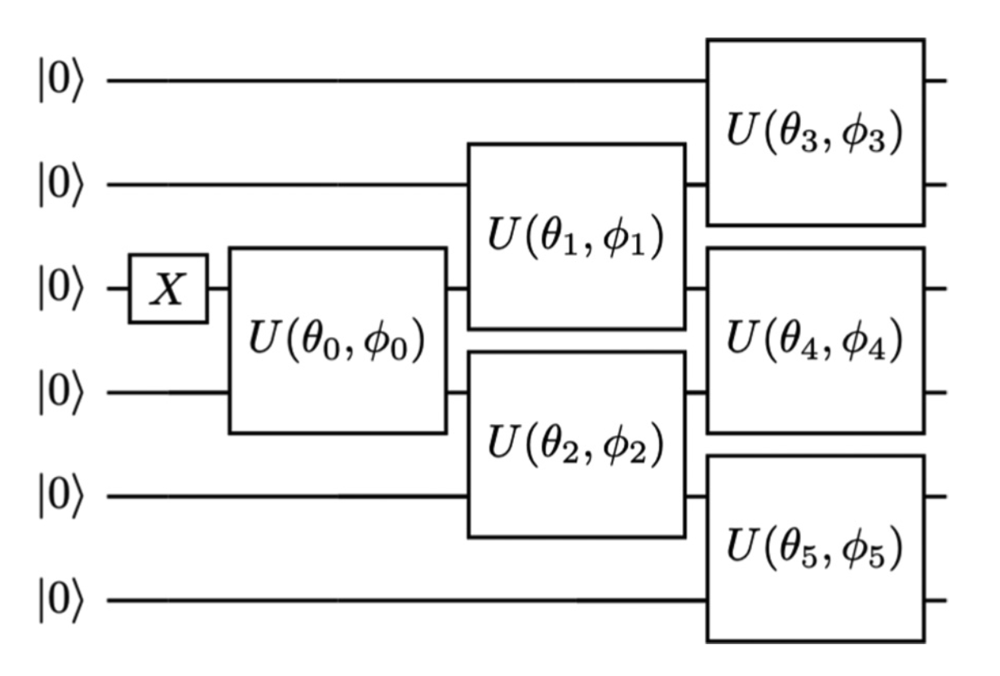 |0⟩
U(θ₃, ϕ₃)
|0⟩
U(θ₁, ϕ₁)
|0⟩ X
U(θ₀, ϕ₀) U(θ₄, ϕ₄)
|0⟩
U(θ₂, ϕ₂)
|0⟩
U(θ₅, ϕ₅)
|0⟩